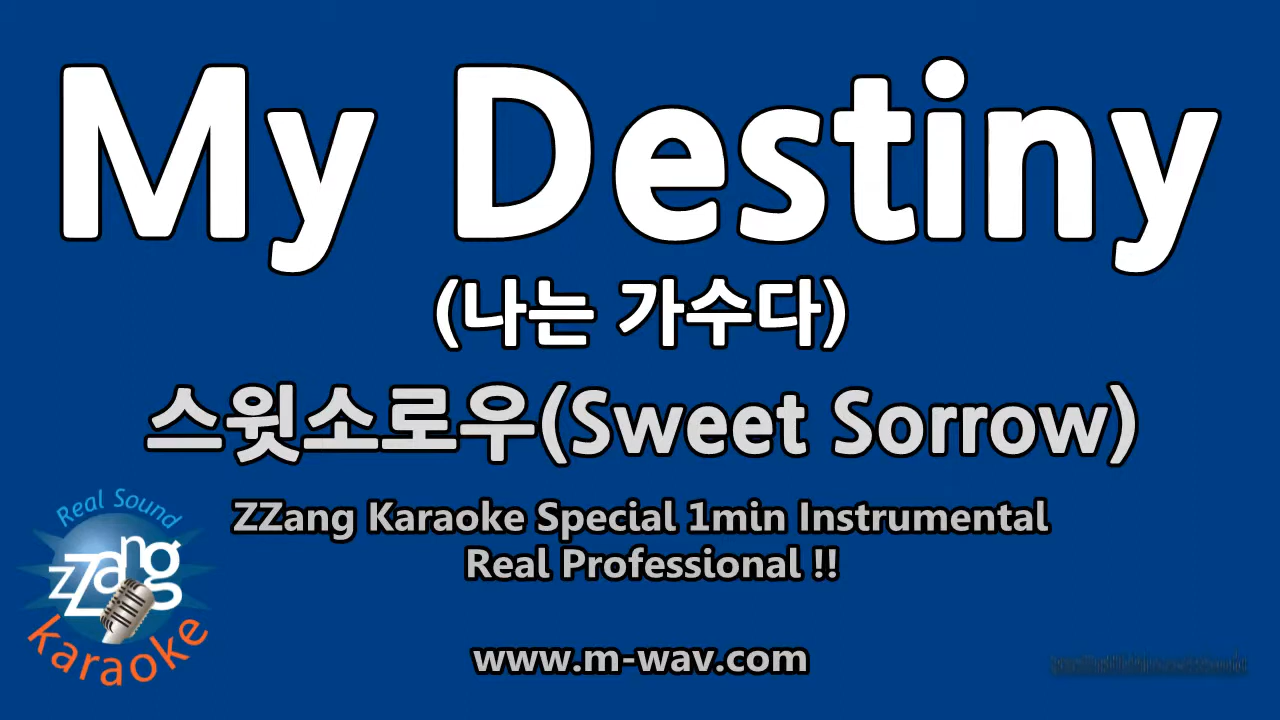 My Destiny
(나는 가수다)
스윗소로우(Sweet Sorrow)
ZZang Karaoke Special 1min Instrumental
Real Professional !!
Real Sound
zzang
karaoke
www.m-wav.com